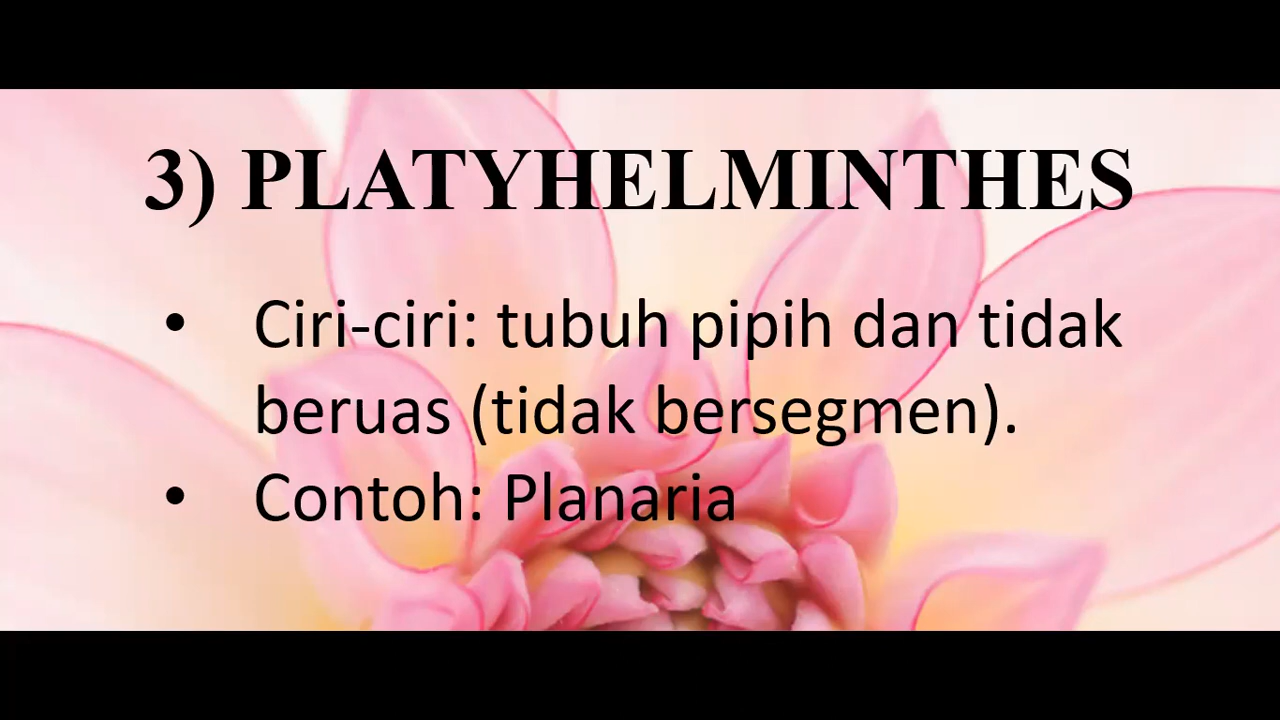 3) PLATYHELMINTHES
• Ciri-ciri: tubuh pipih dan tidak
beruas (tidak bersegmen).
• Contoh: Planaria